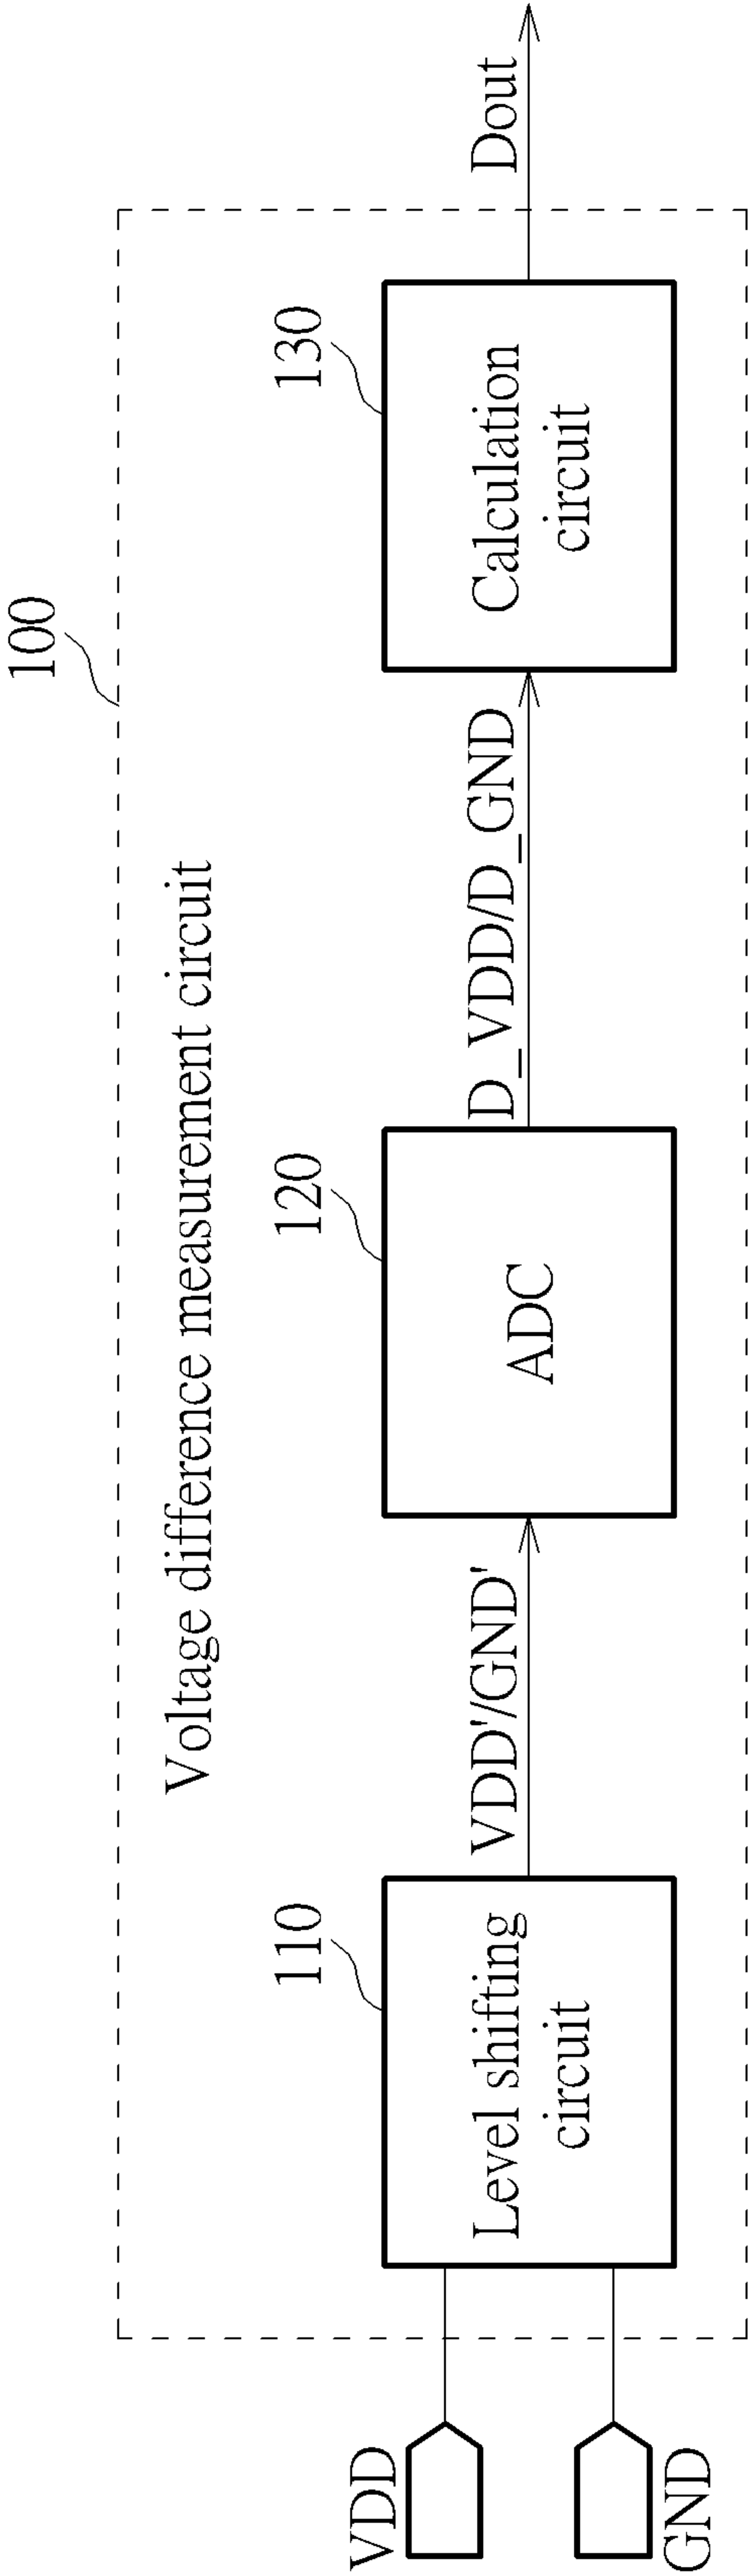 100
Voltage difference measurement circuit
110
120
130
VDD
GND
Level shifting
circuit
VDD'/GND'
ADC
D_VDD/D_GND
Calculation
circuit
Dout